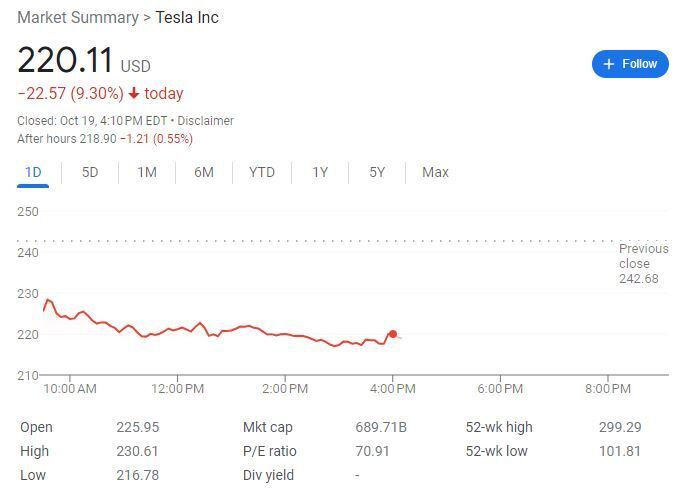 Market Summary > Tesla Inc
220.11 USD
+ Follow
−22.57 (9.30%) ↓ today
Closed: Oct 19, 4:10 PM EDT • Disclaimer
After hours 218.90 −1.21 (0.55%)
1D 5D 1M 6M YTD 1Y 5Y Max
250
240
230
220
210
Previous
close
242.68
10:00 AM 12:00 PM 2:00 PM 4:00 PM 6:00 PM 8:00 PM
Open 225.95 Mkt cap 689.71B 52-wk high 299.29
High 230.61 P/E ratio 70.91 52-wk low 101.81
Low 216.78 Div yield -